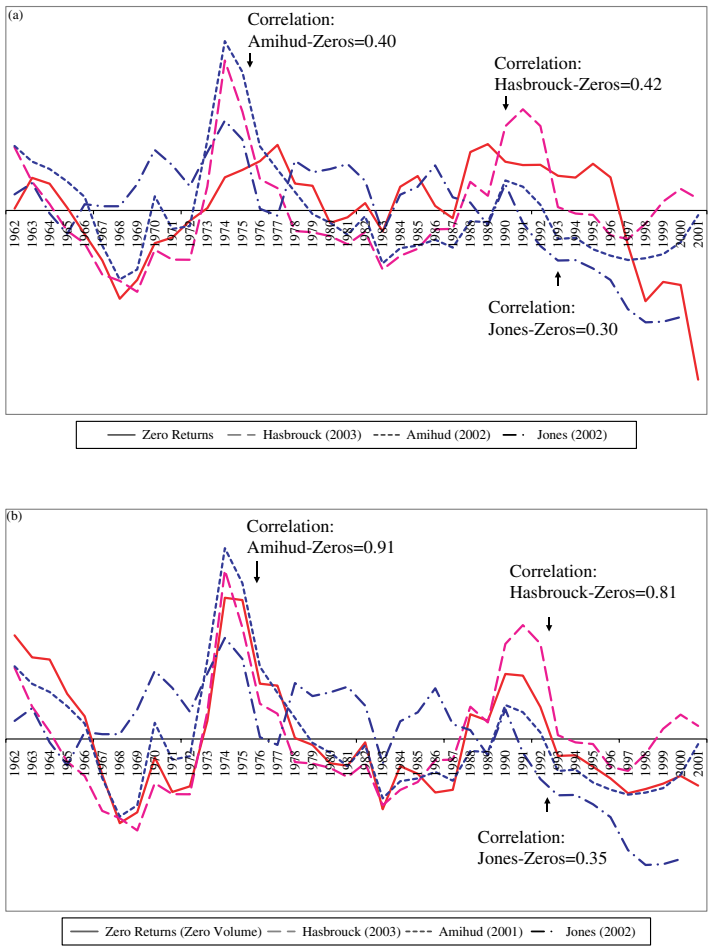 (a)
Correlation:
Amihud-Zeros=0.40
Correlation:
Hasbrouck-Zeros=0.42
1962 1963 1964 1965 1966 1967 1968 1969 1970 1971 1972 1973 1974 1975 1976 1977 1978 1979 1980 1981 1982 1983 1984 1985 1986 1987 1988 1989 1990 1991 1992 1993 1994 1995 1996 1997 1998 1999 2000 2001
Correlation:
Jones-Zeros=0.30
Zero Returns Hasbrouck (2003) Amihud (2002) Jones (2002)
(b)
Correlation:
Amihud-Zeros=0.91
Correlation:
Hasbrouck-Zeros=0.81
1962 1963 1964 1965 1966 1967 1968 1969 1970 1971 1972 1973 1974 1975 1976 1977 1978 1979 1980 1981 1982 1983 1984 1985 1986 1987 1988 1989 1990 1991 1992 1993 1994 1995 1996 1997 1998 1999 2000 2001
Correlation:
Jones-Zeros=0.35
Zero Returns (Zero Volume) Hasbrouck (2003) Amihud (2001) Jones (2002)